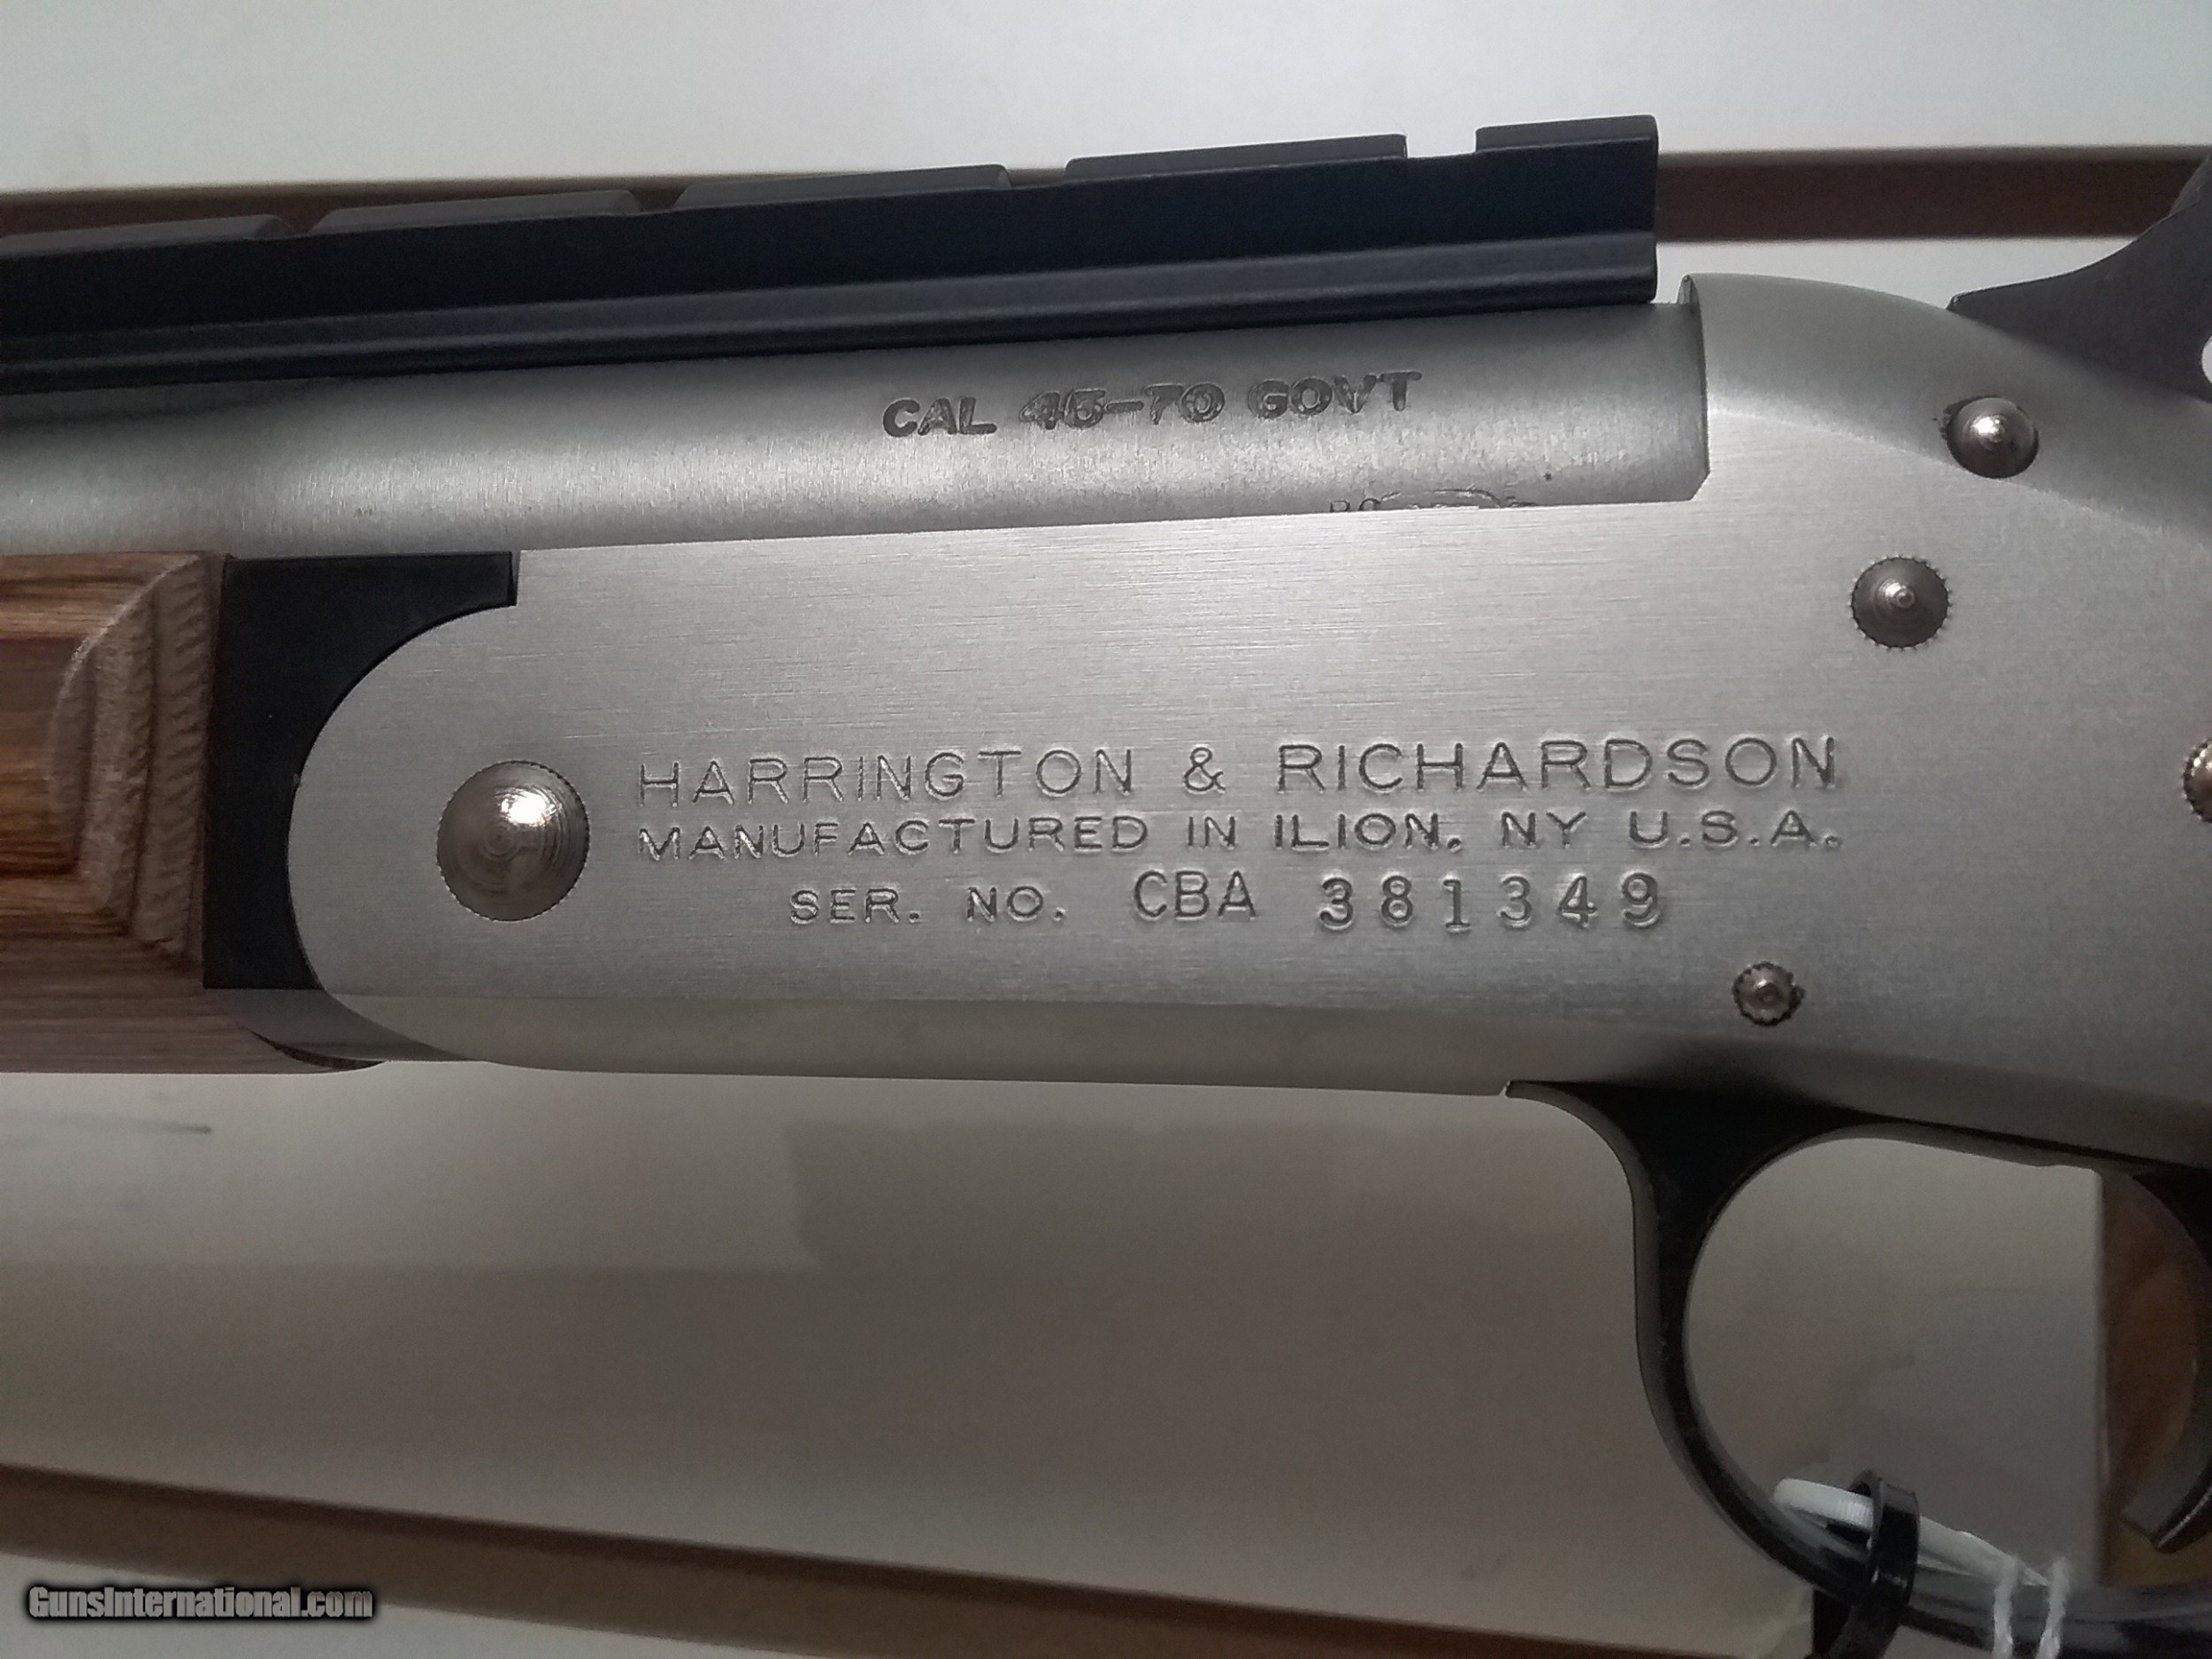 CAL 45-70 GOVT
HARRINGTON & RICHARDSON
MANUFACTURED IN ILION, NY U.S.A.
SER. NO. CBA 381349
GunsInternational.com